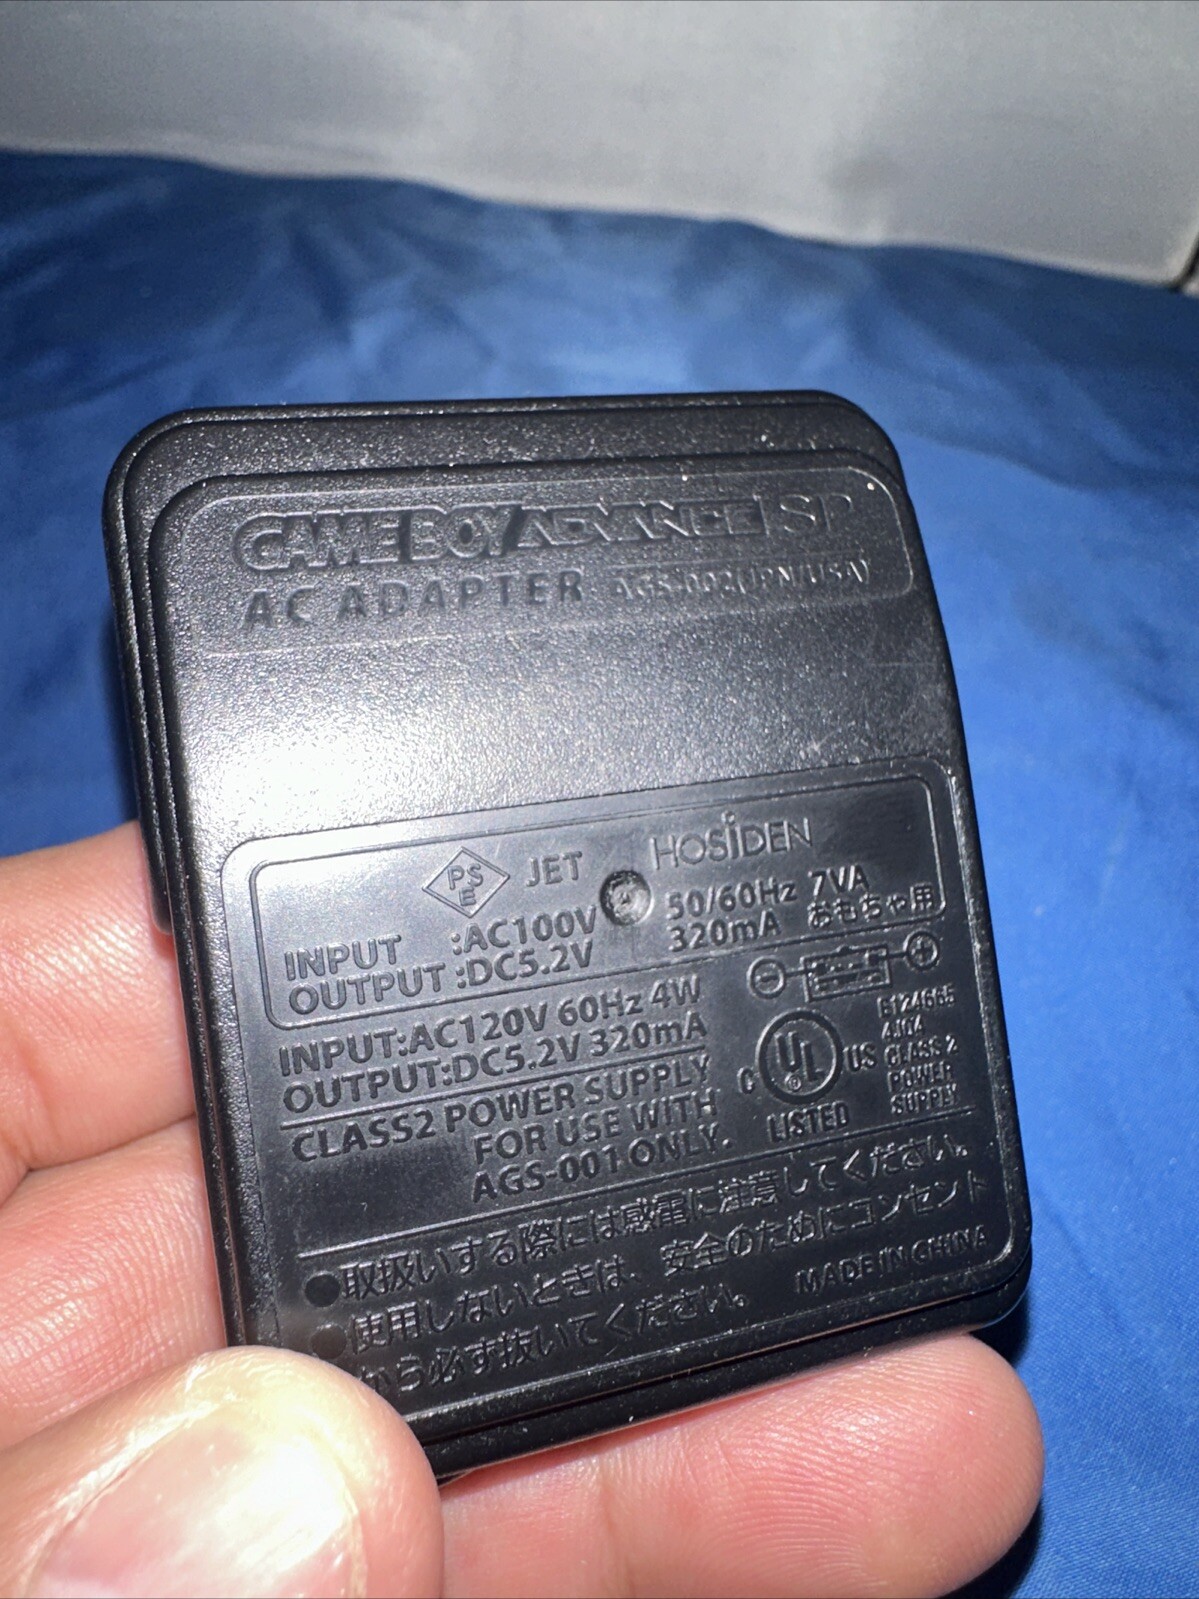 GAME BOY ADVANCE SP
AC ADAPTER AGS-002(JPN/USA)
PSE JET HOSIDEN
INPUT :AC100V 50/60Hz 7VA
OUTPUT :DC5.2V 320mA おもちゃ用
INPUT:AC120V 60Hz 4W
OUTPUT:DC5.2V 320mA
CLASS2 POWER SUPPLY
FOR USE WITH
AGS-001 ONLY.
− +
C UL US
LISTED
E124665
4J04
CLASS 2
POWER
SUPPLY
●取扱いする際には感電に注意してください。
●使用しないときは、安全のためにコンセント
から必ず抜いてください。
MADE IN CHINA